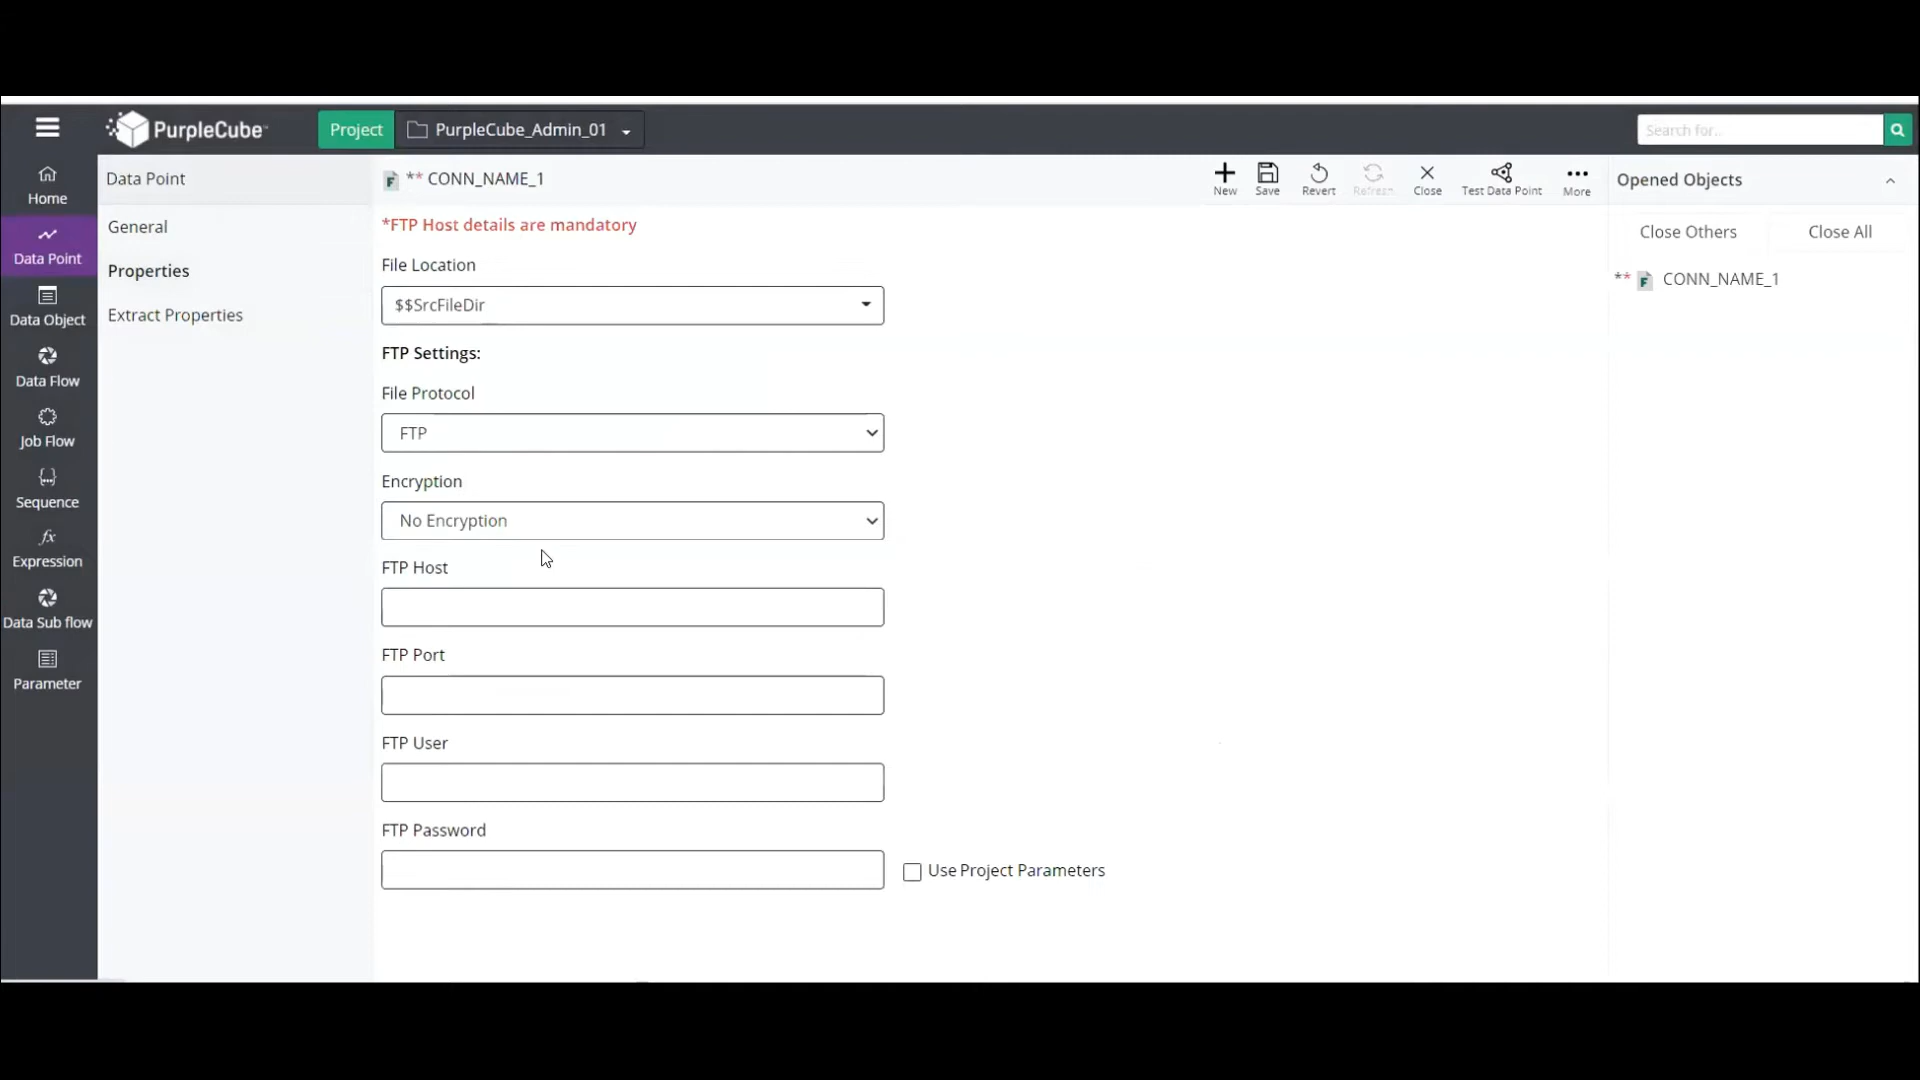 PurpleCube
Project
PurpleCube_Admin_01
Search for..
Home
Data Point
Data Object
Data Flow
Job Flow
Sequence
fx
Expression
Data Sub flow
Parameter
Data Point
General
Properties
Extract Properties
F ** CONN_NAME_1
New
Save
Revert
Refresh
Close
Test Data Point
More
*FTP Host details are mandatory
File Location
$$SrcFileDir
FTP Settings:
File Protocol
FTP
Encryption
No Encryption
FTP Host
FTP Port
FTP User
FTP Password
Use Project Parameters
Opened Objects
Close Others
Close All
** F CONN_NAME_1